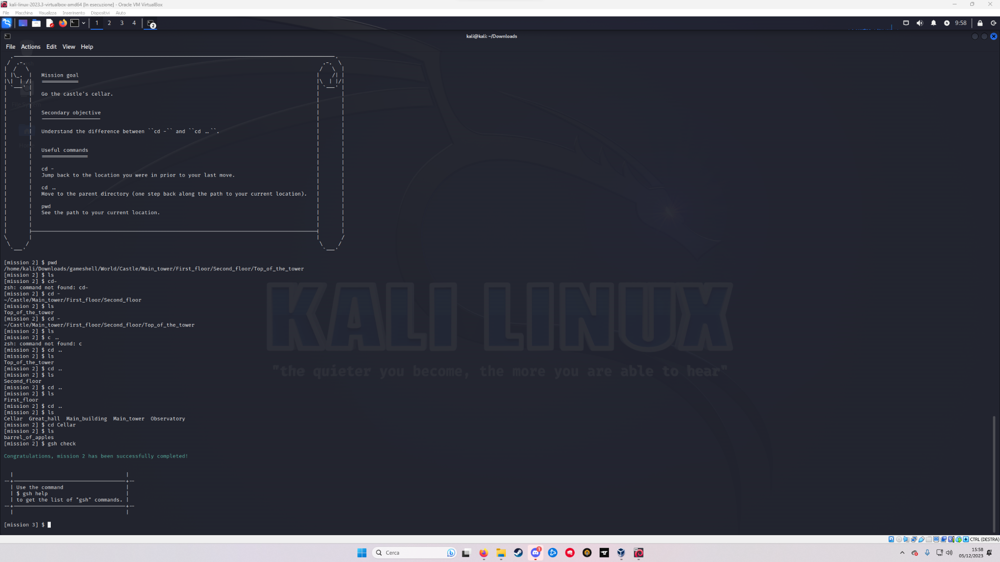 kali-linux-2023.3-virtualbox-amd64 [In esecuzione] - Oracle VM VirtualBox
File Macchina Visualizza Inserimento Dispositivi Aiuto
1 2 3 4 2 9:58
kali@kali: ~/Downloads
File Actions Edit View Help
Mission goal
Go the castle's cellar.
Secondary objective
Understand the difference between ``cd -`` and ``cd ..``.
Useful commands
cd -
Jump back to the location you were in prior to your last move.
cd ..
Move to the parent directory (one step back along the path to your current location).
pwd
See the path to your current location.
[mission 2] $ pwd
/home/kali/Downloads/gameshell/World/Castle/Main_tower/First_floor/Second_floor/Top_of_the_tower
[mission 2] $ ls
[mission 2] $ cd-
zsh: command not found: cd-
[mission 2] $ cd -
~/Castle/Main_tower/First_floor/Second_floor
[mission 2] $ ls
Top_of_the_tower
[mission 2] $ cd -
~/Castle/Main_tower/First_floor/Second_floor/Top_of_the_tower
[mission 2] $ ls
[mission 2] $ c ..
zsh: command not found: c
[mission 2] $ cd ..
[mission 2] $ ls
Top_of_the_tower
[mission 2] $ cd ..
[mission 2] $ ls
Second_floor
[mission 2] $ cd ..
[mission 2] $ ls
First_floor
[mission 2] $ cd ..
[mission 2] $ ls
Cellar Great_hall Main_building Main_tower Observatory
[mission 2] $ cd Cellar
[mission 2] $ ls
barrel_of_apples
[mission 2] $ gsh check
Congratulations, mission 2 has been successfully completed!
Use the command
$ gsh help
to get the list of "gsh" commands.
[mission 3] $
KALI LINUX
"the quieter you become, the more you are able to hear"
CTRL (DESTRA)
Cerca
1
15:58
05/12/2023